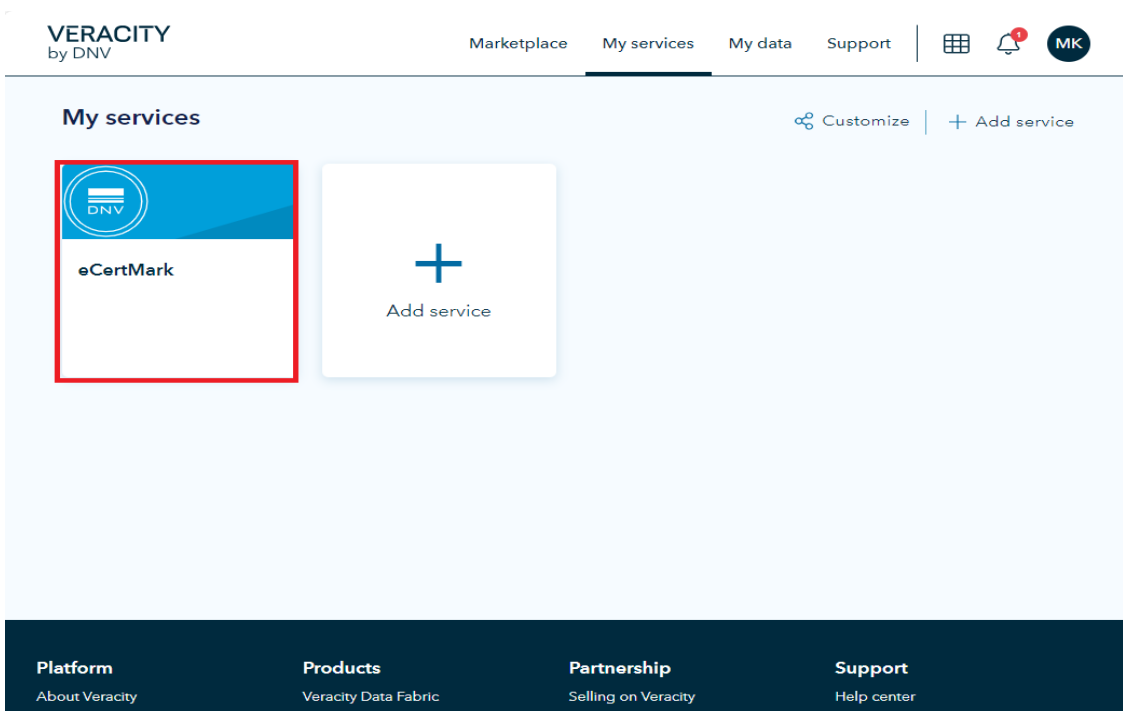 VERACITY
by DNV
Marketplace My services My data Support 1 MK
My services
Customize + Add service
DNV
eCertMark
Add service
Platform Products Partnership Support
About Veracity Veracity Data Fabric Selling on Veracity Help center